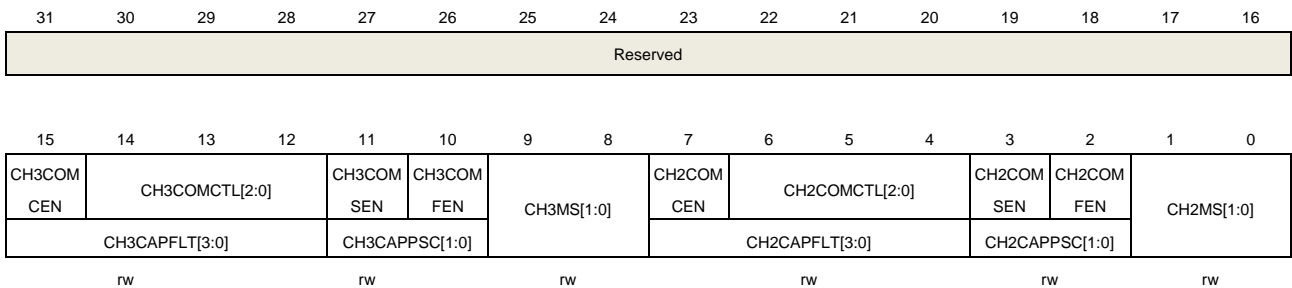 31 30 29 28 27 26 25 24 23 22 21 20 19 18 17 16
Reserved
15 14 13 12 11 10 9 8 7 6 5 4 3 2 1 0
CH3COM CEN CH3COMCTL[2:0] CH3COM SEN CH3COM FEN CH3MS[1:0] CH2COM CEN CH2COMCTL[2:0] CH2COM SEN CH2COM FEN CH2MS[1:0]
CH3CAPFLT[3:0] CH3CAPPSC[1:0] CH2CAPFLT[3:0] CH2CAPPSC[1:0]
rw rw rw rw rw rw